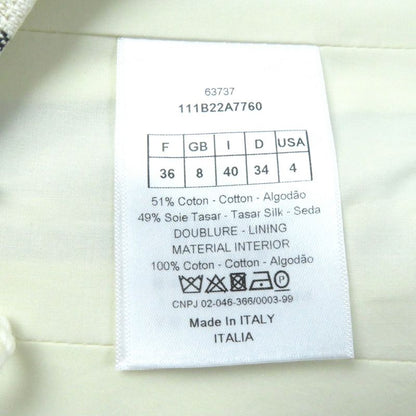 63737
111B22A7760
F GB I D USA
36 8 40 34 4
51% Coton - Cotton - Algodão
49% Soie Tasar - Tasar Silk - Seda
DOUBLURE - LINING
MATERIAL INTERIOR
100% Coton - Cotton - Algodão
CNPJ 02-046-366/0003-99
Made In ITALY
ITALIA